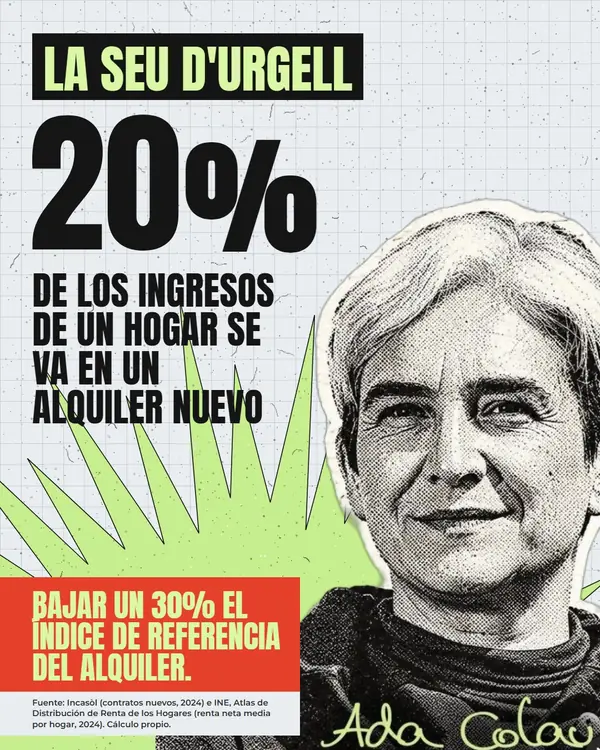 LA SEU D'URGELL
20%
DE LOS INGRESOS
DE UN HOGAR SE
VA EN UN
ALQUILER NUEVO
BAJAR UN 30% EL
ÍNDICE DE REFERENCIA
DEL ALQUILER.
Fuente: Incasòl (contratos nuevos, 2024) e INE, Atlas de
Distribución de Renta de los Hogares (renta neta media
por hogar, 2024). Cálculo propio.
Ada Colau